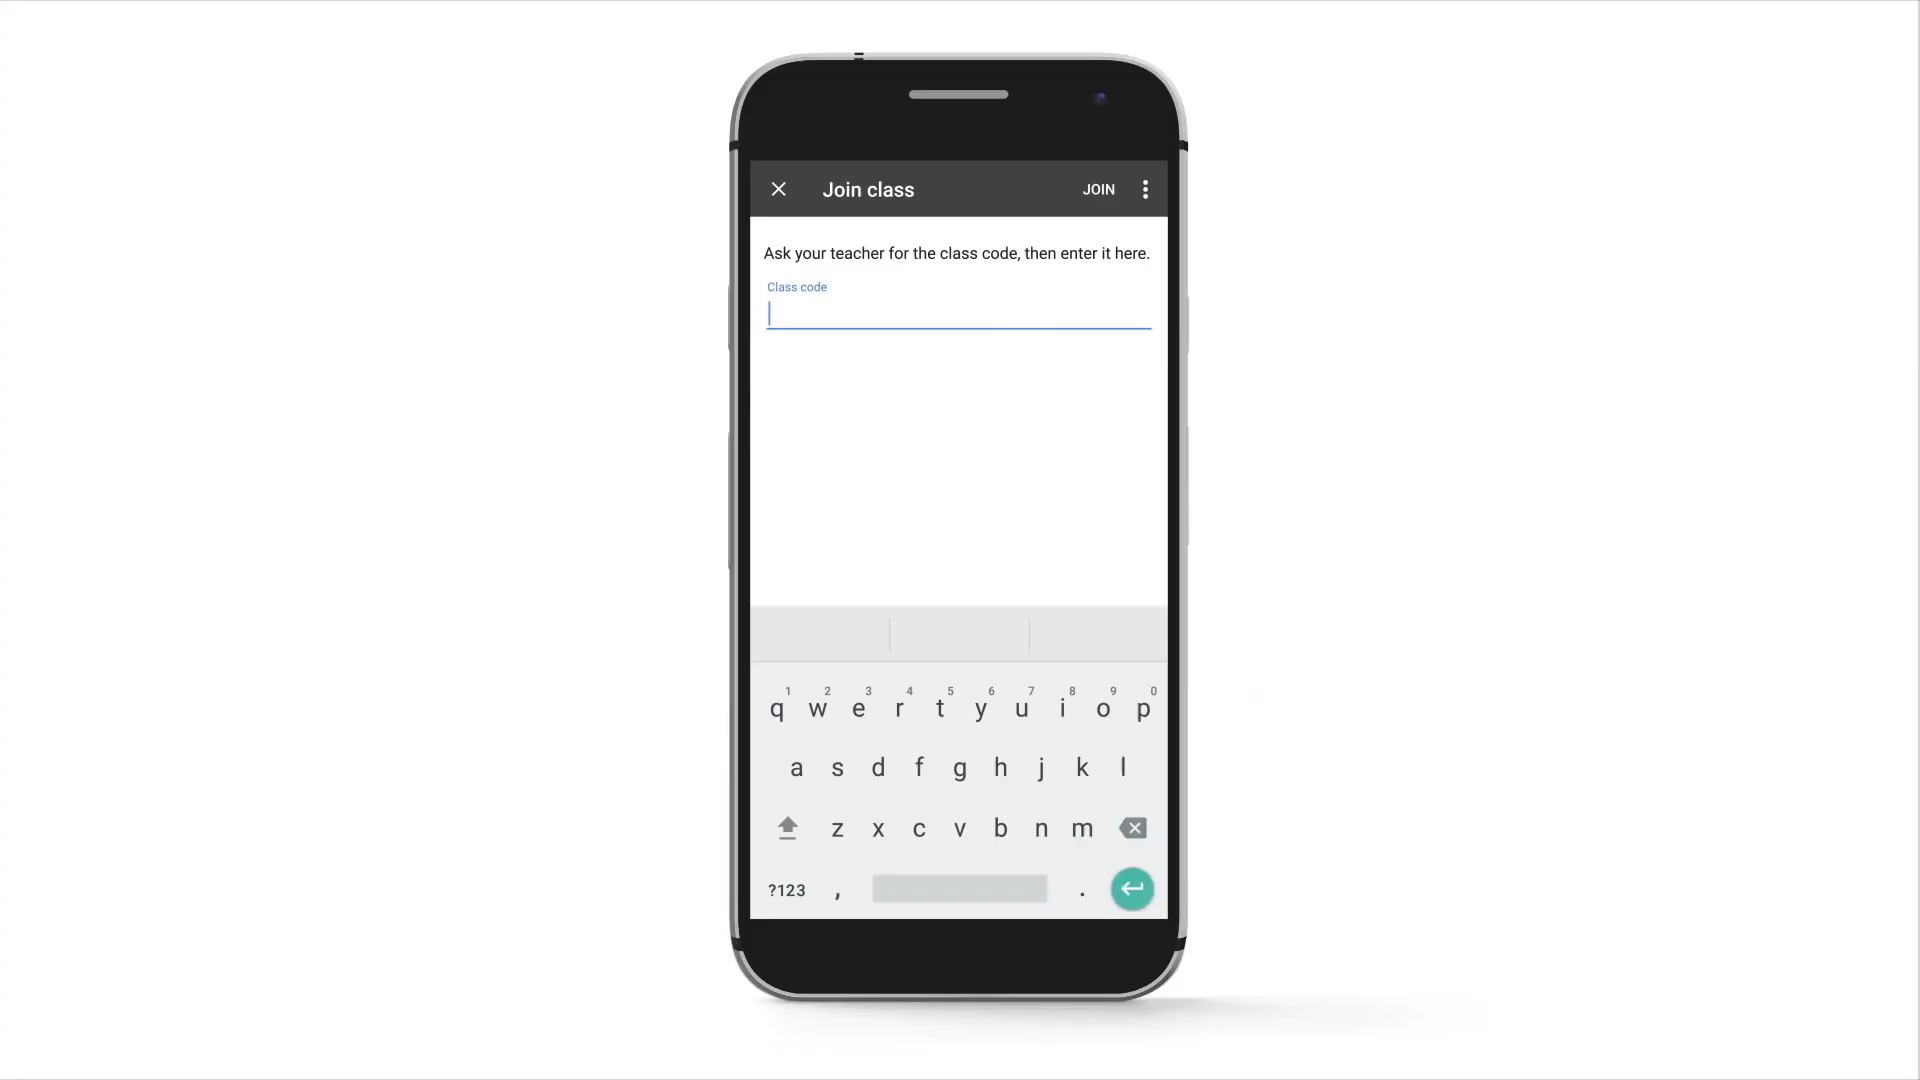 Join class JOIN
Ask your teacher for the class code, then enter it here.
Class code
1 2 3 4 5 6 7 8 9 0
q w e r t y u i o p
a s d f g h j k l
z x c v b n m
?123 , .